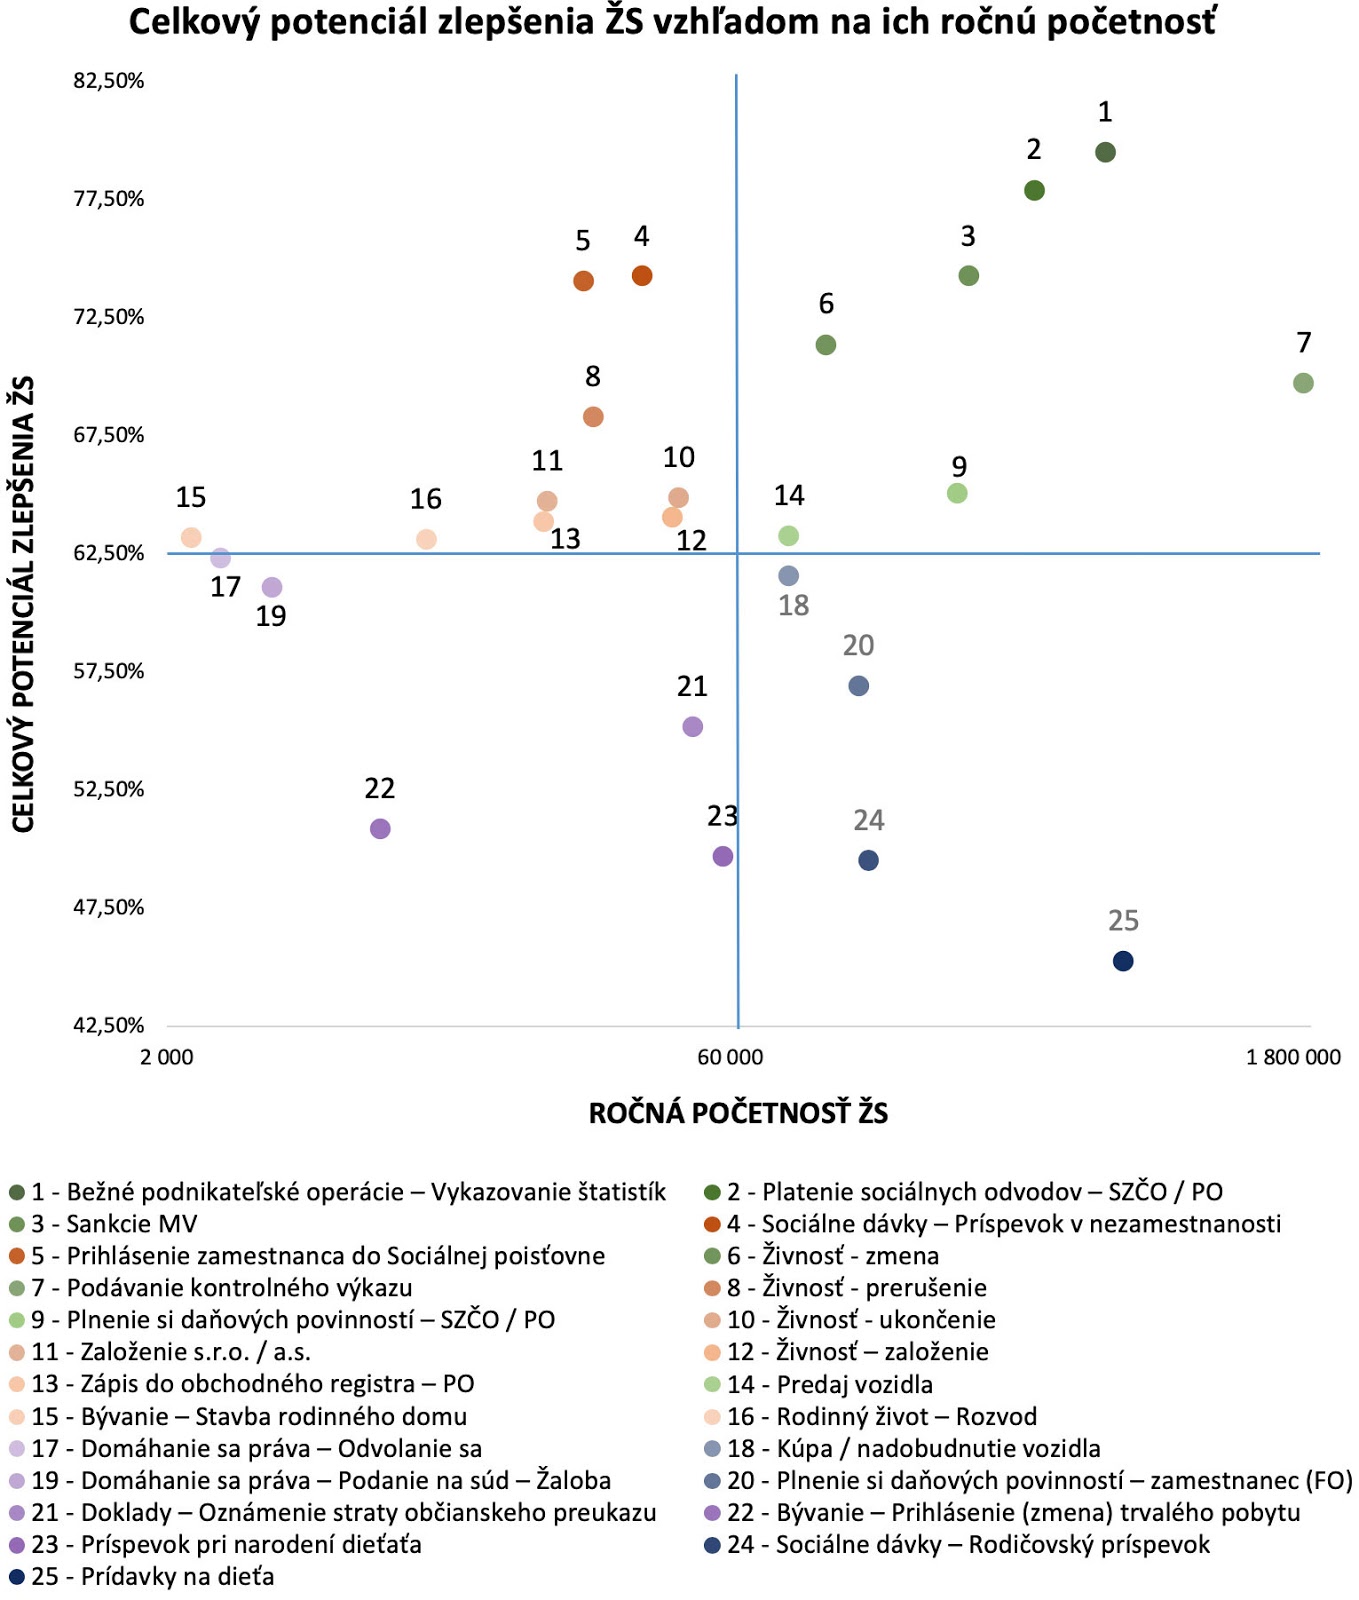 Celkový potenciál zlepšenia ŽS vzhľadom na ich ročnú početnosť
82,50%
77,50%
72,50%
67,50%
62,50%
57,50%
52,50%
47,50%
42,50%
CELKOVÝ POTENCIÁL ZLEPŠENIA ŽS
1
2
3
4
5
6
7
8
9
10
11
12
13
14
15
16
17
18
19
20
21
22
23
24
25
2 000
60 000
1 800 000
ROČNÁ POČETNOSŤ ŽS
1 - Bežné podnikateľské operácie – Vykazovanie štatistík
2 - Platenie sociálnych odvodov – SZČO / PO
3 - Sankcie MV
4 - Sociálne dávky – Príspevok v nezamestnanosti
5 - Prihlásenie zamestnanca do Sociálnej poisťovne
6 - Živnosť - zmena
7 - Podávanie kontrolného výkazu
8 - Živnosť - prerušenie
9 - Plnenie si daňových povinností – SZČO / PO
10 - Živnosť - ukončenie
11 - Založenie s.r.o. / a.s.
12 - Živnosť – založenie
13 - Zápis do obchodného registra – PO
14 - Predaj vozidla
15 - Bývanie – Stavba rodinného domu
16 - Rodinný život – Rozvod
17 - Domáhanie sa práva – Odvolanie sa
18 - Kúpa / nadobudnutie vozidla
19 - Domáhanie sa práva – Podanie na súd – Žaloba
20 - Plnenie si daňových povinností – zamestnanec (FO)
21 - Doklady – Oznámenie straty občianskeho preukazu
22 - Bývanie – Prihlásenie (zmena) trvalého pobytu
23 - Príspevok pri narodení dieťaťa
24 - Sociálne dávky – Rodičovský príspevok
25 - Prídavky na dieťa